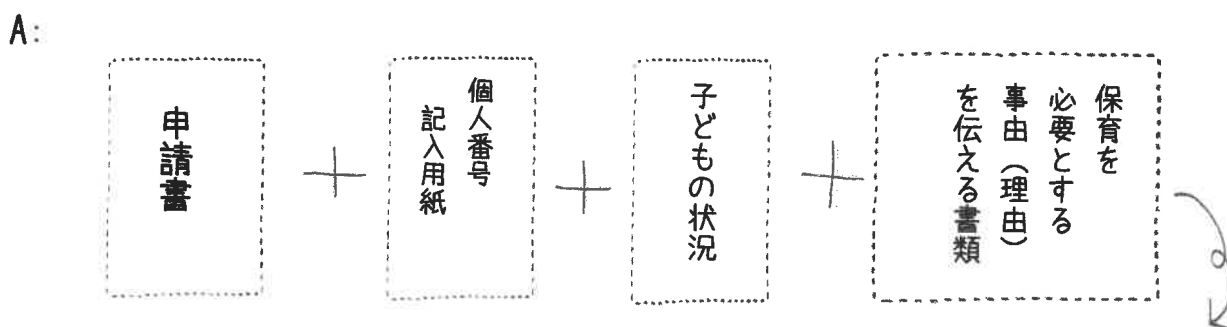 A:
申請書
+
個人番号
記入用紙
+
子どもの状況
+
保育を
必要とする
事由（理由）
を伝える書類